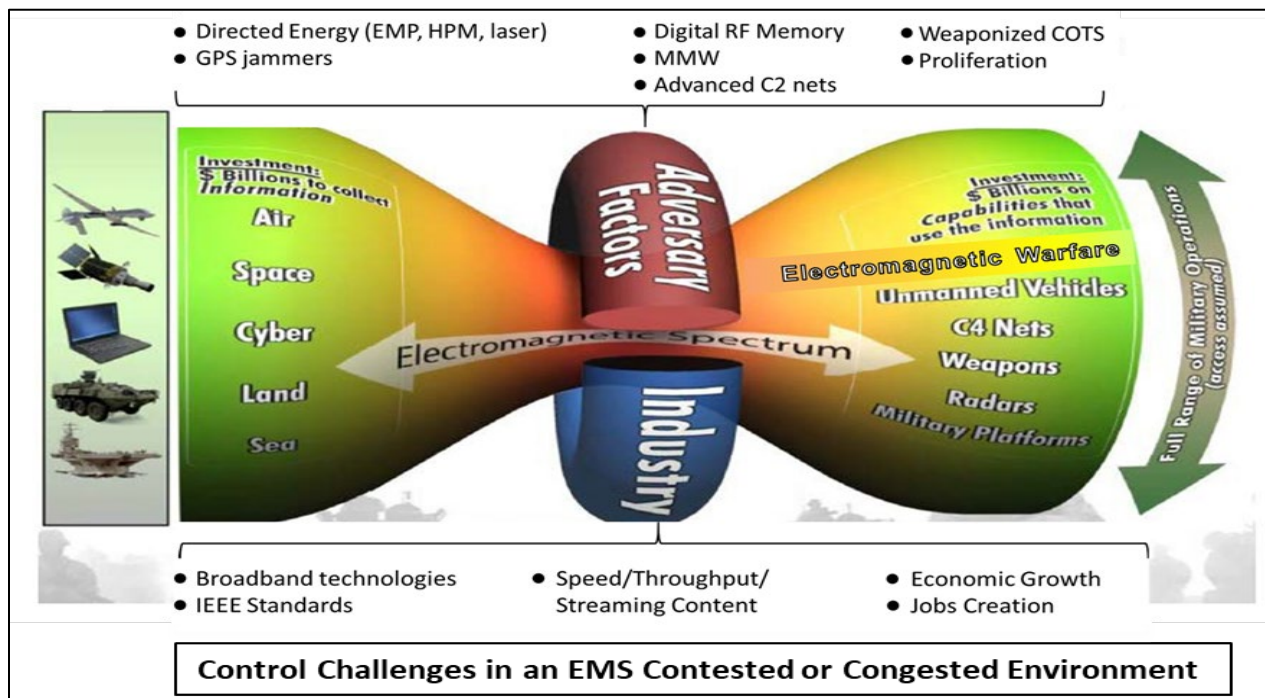 ● Directed Energy (EMP, HPM, laser)
● GPS jammers
● Digital RF Memory
● MMW
● Advanced C2 nets
● Weaponized COTS
● Proliferation
Investment:
$ Billions to collect
Information
Air
Space
Cyber
Land
Sea
Adversary
Factors
Electromagnetic Spectrum
Industry
Investment:
$ Billions on
Capabilities that
use the information
Electromagnetic Warfare
Unmanned Vehicles
C4 Nets
Weapons
Radars
Military Platforms
Full Range of Military Operations
(access assumed)
● Broadband technologies
● IEEE Standards
● Speed/Throughput/
Streaming Content
● Economic Growth
● Jobs Creation
Control Challenges in an EMS Contested or Congested Environment